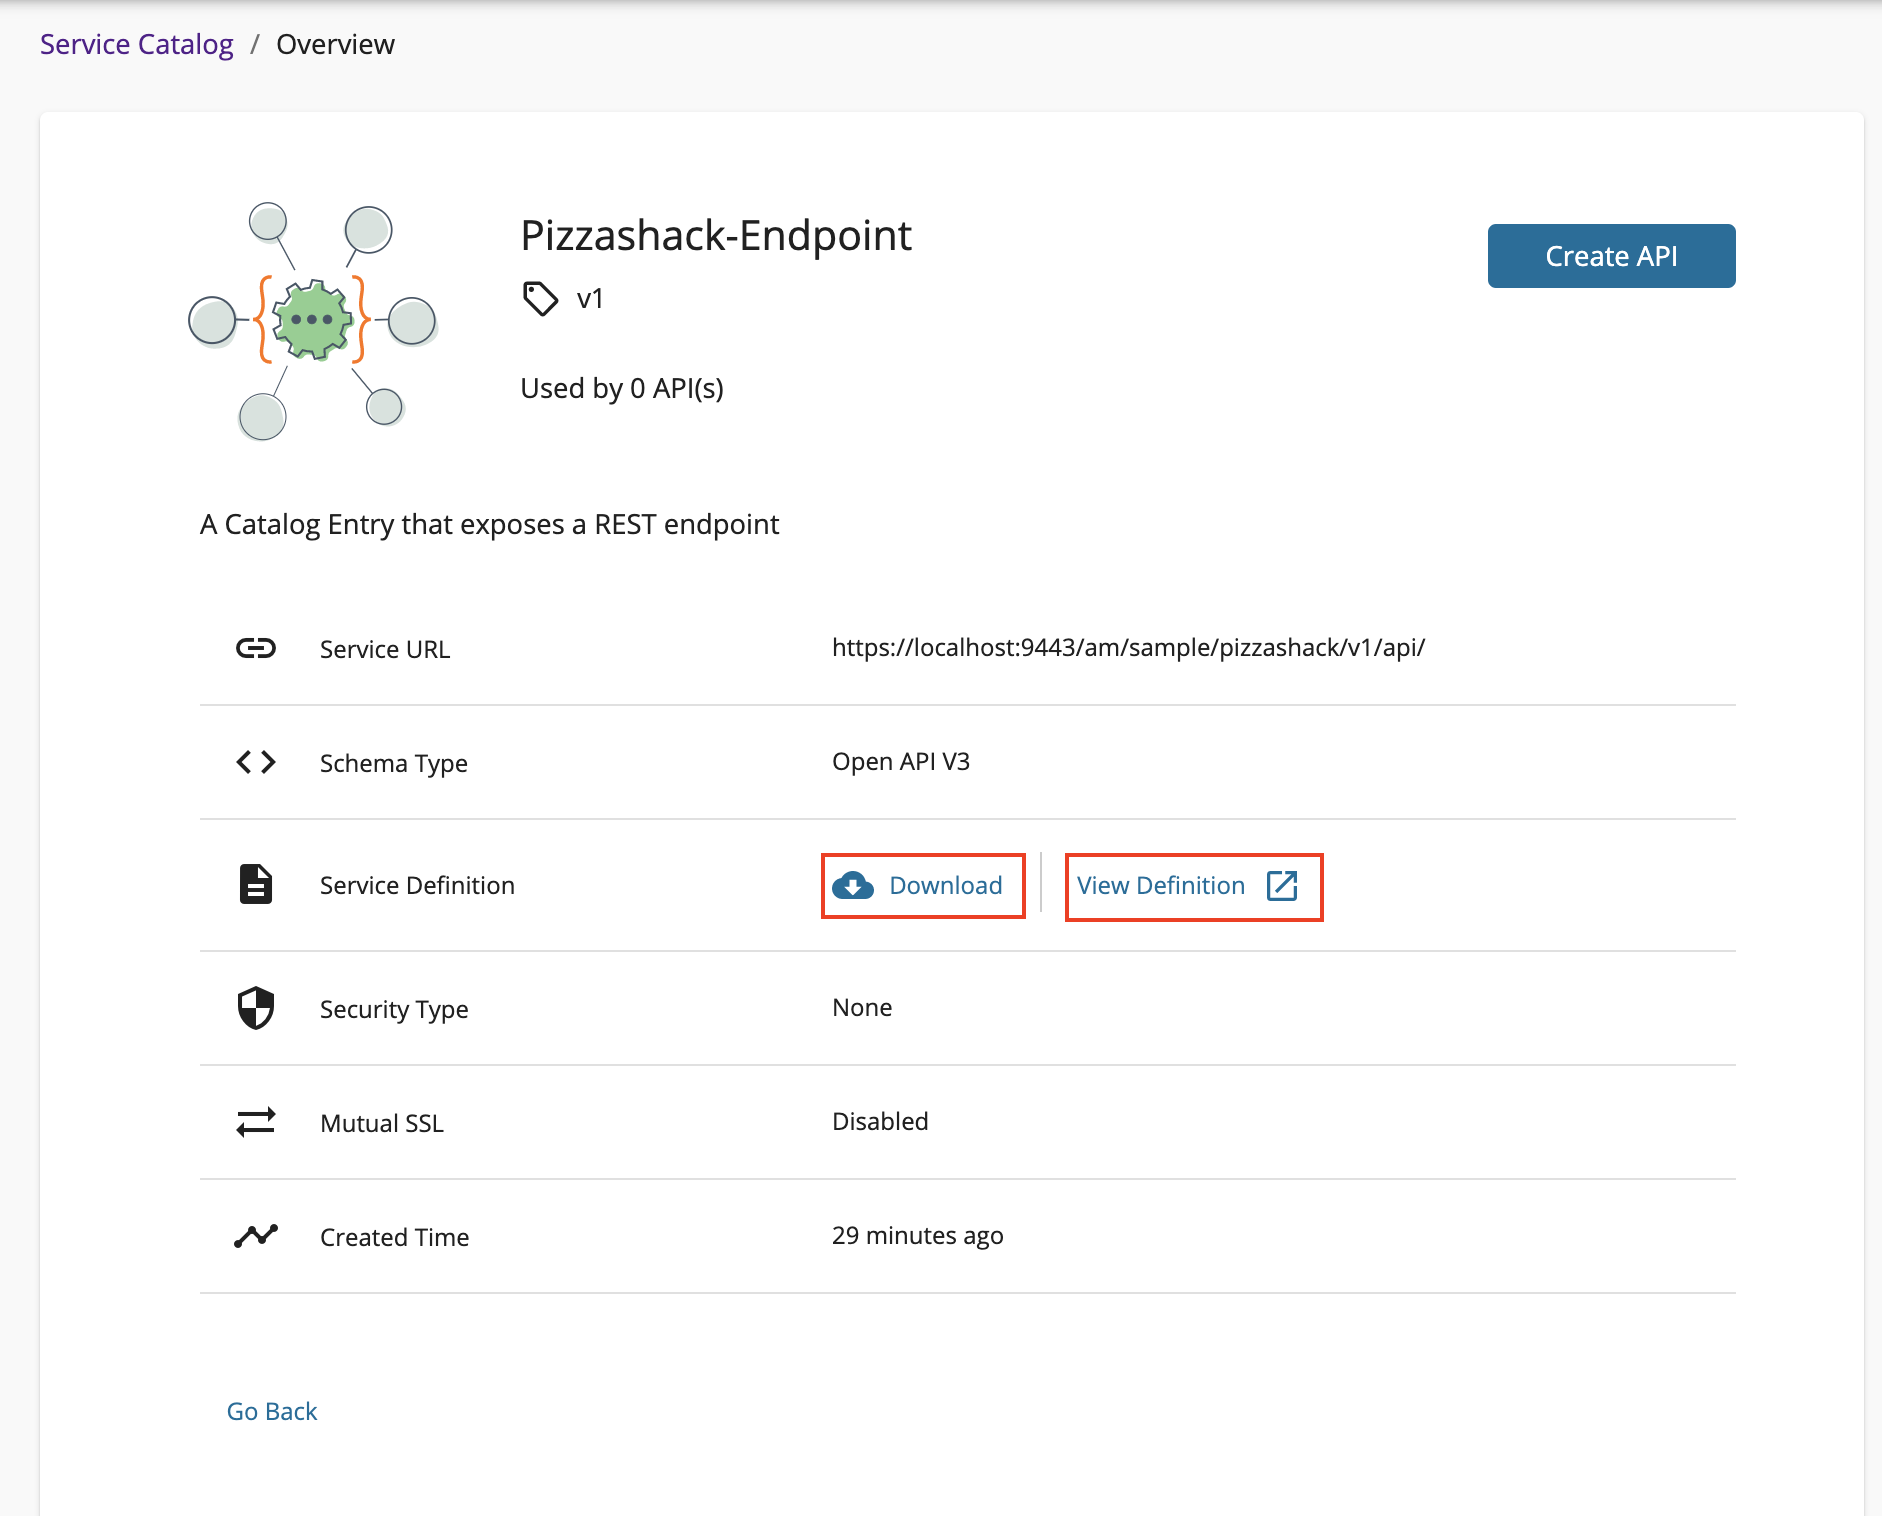 Service Catalog / Overview
Pizzashack-Endpoint
Create API
v1
Used by 0 API(s)
A Catalog Entry that exposes a REST endpoint
Service URL https://localhost:9443/am/sample/pizzashack/v1/api/
Schema Type Open API V3
Service Definition Download View Definition
Security Type None
Mutual SSL Disabled
Created Time 29 minutes ago
Go Back